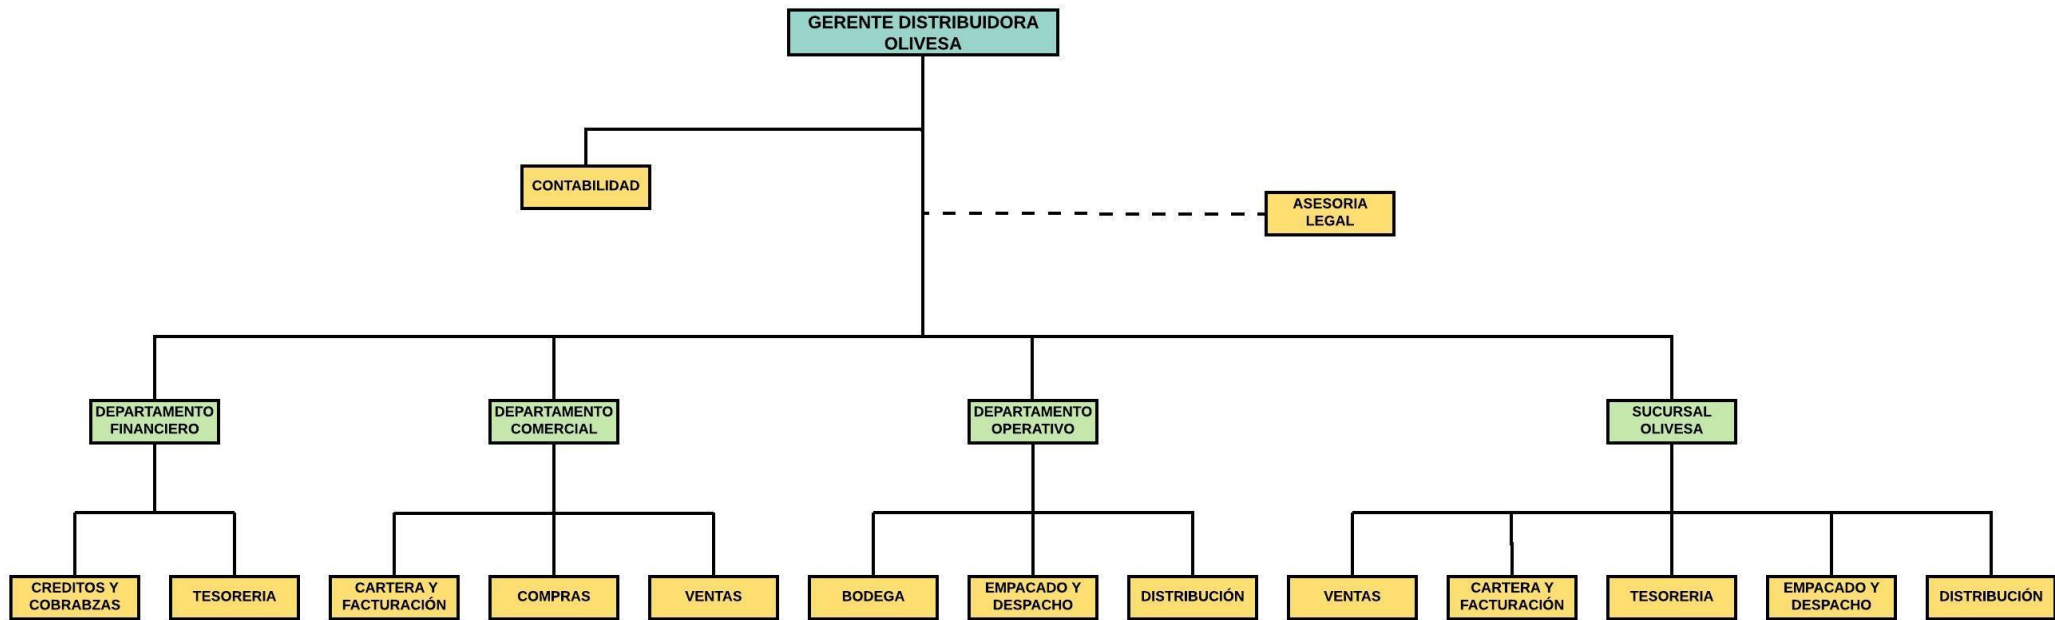 GERENTE DISTRIBUIDORA
OLIVESA
CONTABILIDAD
ASESORIA
LEGAL
DEPARTAMENTO
FINANCIERO
DEPARTAMENTO
COMERCIAL
DEPARTAMENTO
OPERATIVO
SUCURSAL
OLIVESA
CREDITOS Y
COBRABZAS
TESORERIA
CARTERA Y
FACTURACIÓN
COMPRAS
VENTAS
BODEGA
EMPACADO Y
DESPACHO
DISTRIBUCIÓN
VENTAS
CARTERA Y
FACTURACIÓN
TESORERIA
EMPACADO Y
DESPACHO
DISTRIBUCIÓN